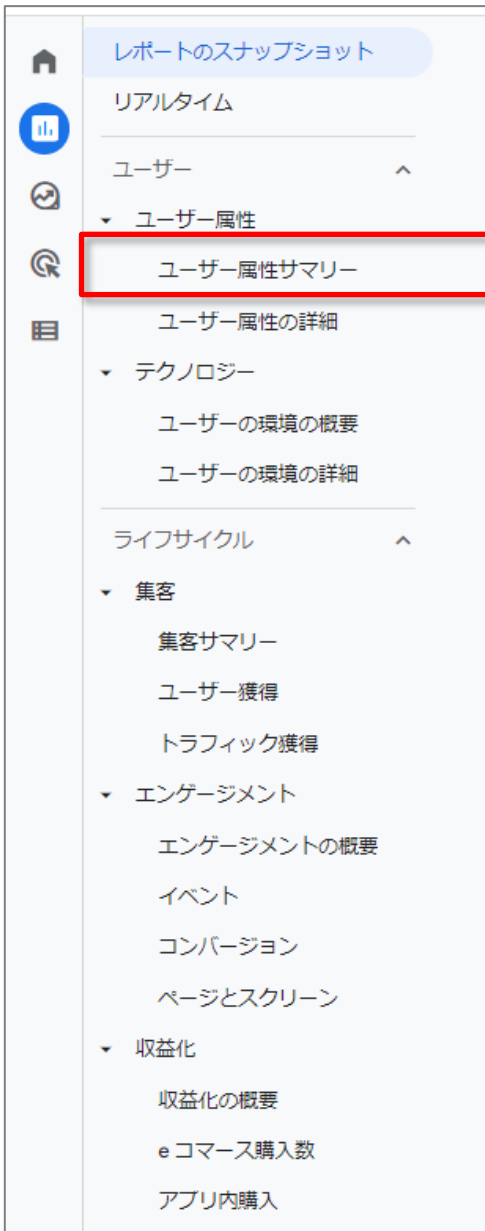 レポートのスナップショット
リアルタイム
ユーザー
ユーザー属性
ユーザー属性サマリー
ユーザー属性の詳細
テクノロジー
ユーザーの環境の概要
ユーザーの環境の詳細
ライフサイクル
集客
集客サマリー
ユーザー獲得
トラフィック獲得
エンゲージメント
エンゲージメントの概要
イベント
コンバージョン
ページとスクリーン
収益化
収益化の概要
e コマース購入数
アプリ内購入